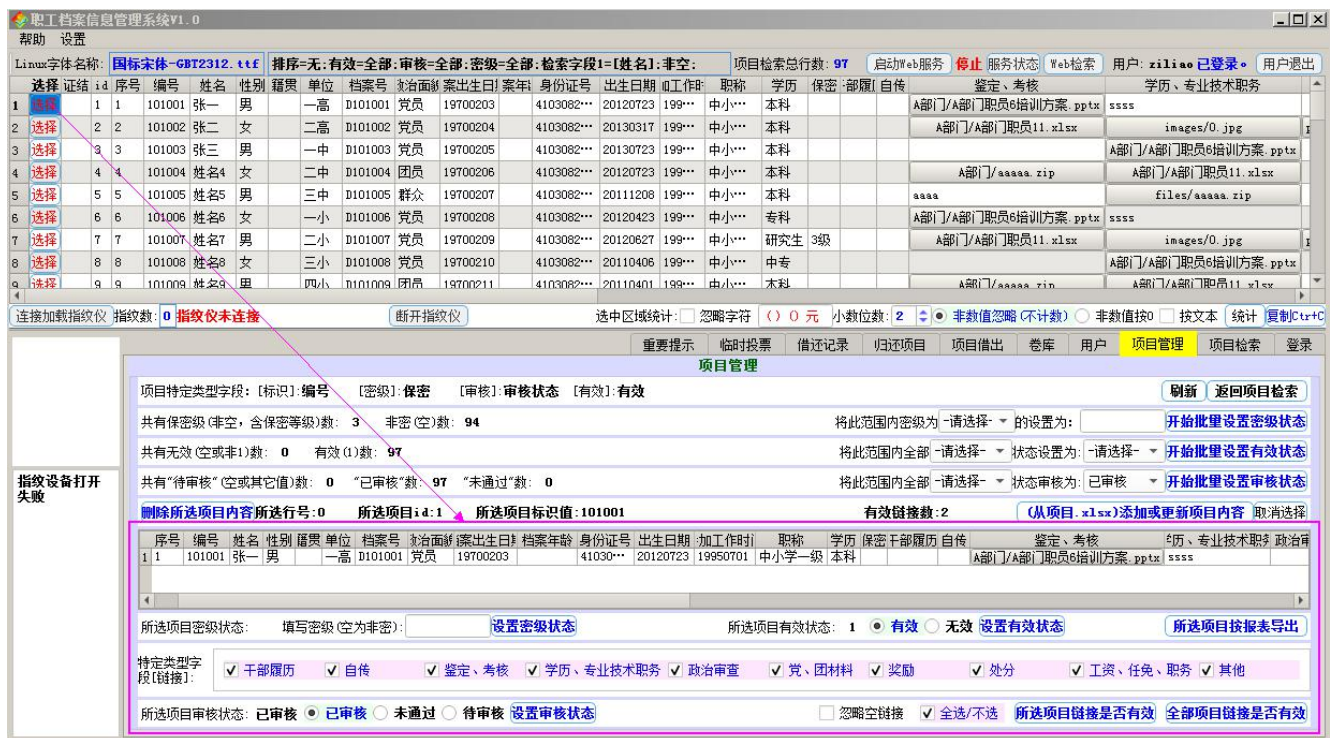 职工档案信息管理系统V1.0
帮助 设置
Linux字体名称: 国标宋体-GBT2312.ttf 排序=无:有效=全部:审核=全部:密级=全部:检索字段1=[姓名]:非空: 项目检索总行数: 97 启动Web服务 停止 服务状态 Web检索 用户: ziliao 已登录。 用户退出
选择 证结 id 序号 编号 姓名 性别 籍贯 单位 档案号 案出生日 案年 身份证号 出生日期 职称 学历 保密 自传 鉴定、考核 学历、专业技术职务
1 选择 1 1 101001 张一 男 一高 D101001 党员 19700203 4103082… 20120723 199… 中小… 本科 A部门/A部门职员6培训方案.pptx ssss
2 选择 2 2 101002 张二 女 二高 D101002 党员 19700204 4103082… 20130317 199… 中小… 本科 A部门/A部门职员11.xlsx images/0.jpg
3 选择 3 3 101003 张三 男 一中 D101003 党员 19700205 4103082… 20130723 199… 中小… 本科 A部门/A部门职员6培训方案.pptx
4 选择 4 4 101004 姓名4 女 二中 D101004 团员 19700206 4103082… 20120723 199… 中小… 本科 A部门/aaaaa.zip A部门/A部门职员11.xlsx
5 选择 5 5 101005 姓名5 男 三中 D101005 群众 19700207 4103082… 20111208 199… 中小… 本科 aaaa files/aaaaa.zip
6 选择 6 6 101006 姓名6 女 一小 D101006 党员 19700208 4103082… 20120423 199… 中小… 专科 A部门/A部门职员6培训方案.pptx ssss
7 选择 7 7 101007 姓名7 男 二小 D101007 党员 19700209 4103082… 20120627 199… 中小… 研究生 3级 A部门/A部门职员11.xlsx images/0.jpg
8 选择 8 8 101008 姓名8 女 三小 D101008 党员 19700210 4103082… 20110406 199… 中小… 中专 A部门/A部门职员6培训方案.pptx
9 选择 9 9 101009 姓名9 男 四小 D101009 团员 19700211 4103082… 20110401 199… 中小… 本科 A部门/aaaaa.zip A部门/A部门职员11.xlsx
连接加载指纹仪 指纹数: 0 指纹仪未连接 断开指纹仪 选中区域统计: 忽略字符 () 0 元 小数位数: 2 非数值忽略(不计数) 非数值按0 按文本 统计 复制Ctr+C
重要提示 临时投票 借还记录 归还项目 项目借出 卷库 用户 项目管理 项目检索 登录
项目管理
项目特定类型字段: [标识]:编号 [密级]:保密 [审核]:审核状态 [有效]:有效 刷新 返回项目检索
共有保密级(非空，含保密等级)数: 3 非密(空)数: 94 将此范围内密级为 -请选择- 的设置为: 开始批量设置密级状态
共有无效(空或非1)数: 0 有效(1)数: 97 将此范围内全部 -请选择- 状态设置为: -请选择- 开始批量设置有效状态
指纹设备打开失败
共有“待审核”(空或其它值)数: 0 “已审核”数: 97 “未通过”数: 0 将此范围内全部 -请选择- 状态审核为: 已审核 开始批量设置审核状态
删除所选项目内容 所选行号:0 所选项目id:1 所选项目标识值:101001 有效链接数:2 (从项目.xlsx)添加或更新项目内容 取消选择
序号 编号 姓名 性别 籍贯 单位 档案号 案出生日 档案年龄 身份证号 出生日期 加工作时 职称 学历 保密 干部履历 自传 鉴定、考核 学历、专业技术职务 政治审
1 1 101001 张一 男 一高 D101001 党员 19700203 41030… 20120723 19950701 中小学一级 本科 A部门/A部门职员6培训方案.pptx ssss
所选项目密级状态: 填写密级(空为非密): 设置密级状态 所选项目有效状态: 1 有效 无效 设置有效状态 所选项目按报表导出
特定类型字段[链接]: 干部履历 自传 鉴定、考核 学历、专业技术职务 政治审查 党、团材料 奖励 处分 工资、任免、职务 其他
所选项目审核状态: 已审核 已审核 未通过 待审核 设置审核状态 忽略空链接 全选/不选 所选项目链接是否有效 全部项目链接是否有效